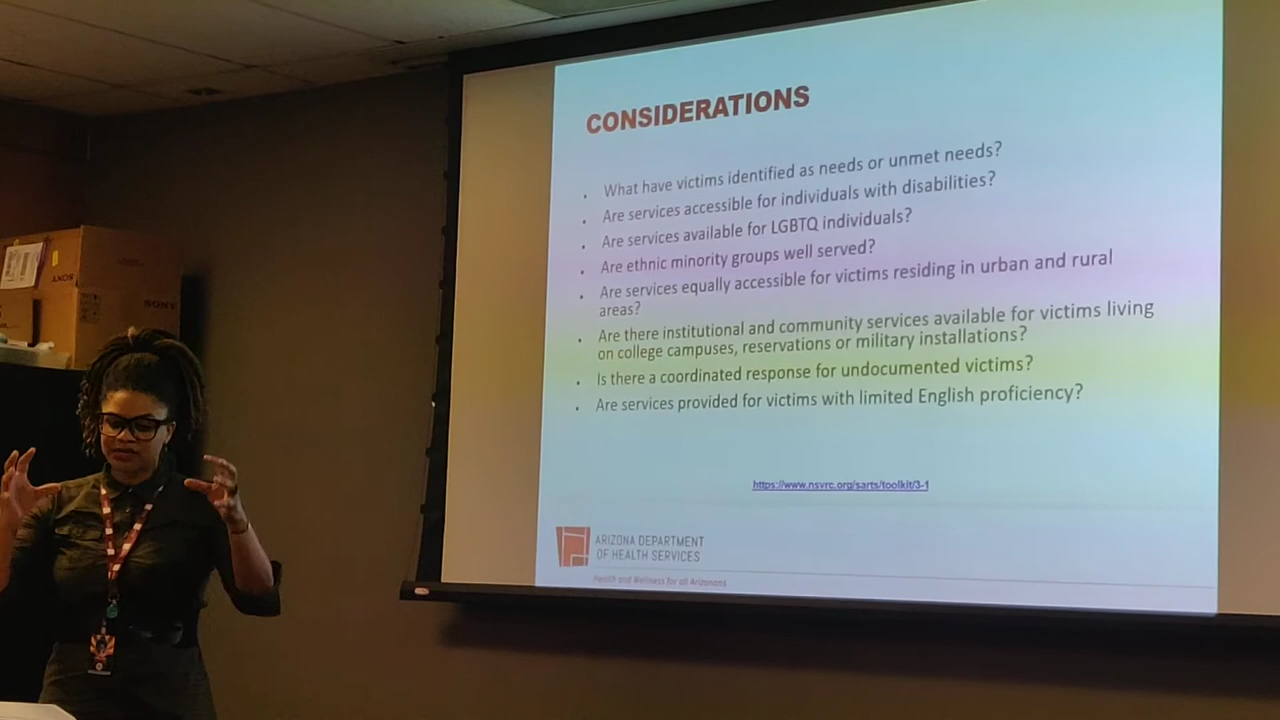 CONSIDERATIONS
. What have victims identified as needs or unmet needs?
. Are services accessible for individuals with disabilities?
. Are services available for LGBTQ individuals?
. Are ethnic minority groups well served?
. Are services equally accessible for victims residing in urban and rural
areas?
. Are there institutional and community services available for victims living
on college campuses, reservations or military installations?
. Is there a coordinated response for undocumented victims?
. Are services provided for victims with limited English proficiency?
https://www.nsvrc.org/sarts/toolkit/3-1
ARIZONA DEPARTMENT
OF HEALTH SERVICES
Health and Wellness for all Arizonans
SONY
SONY